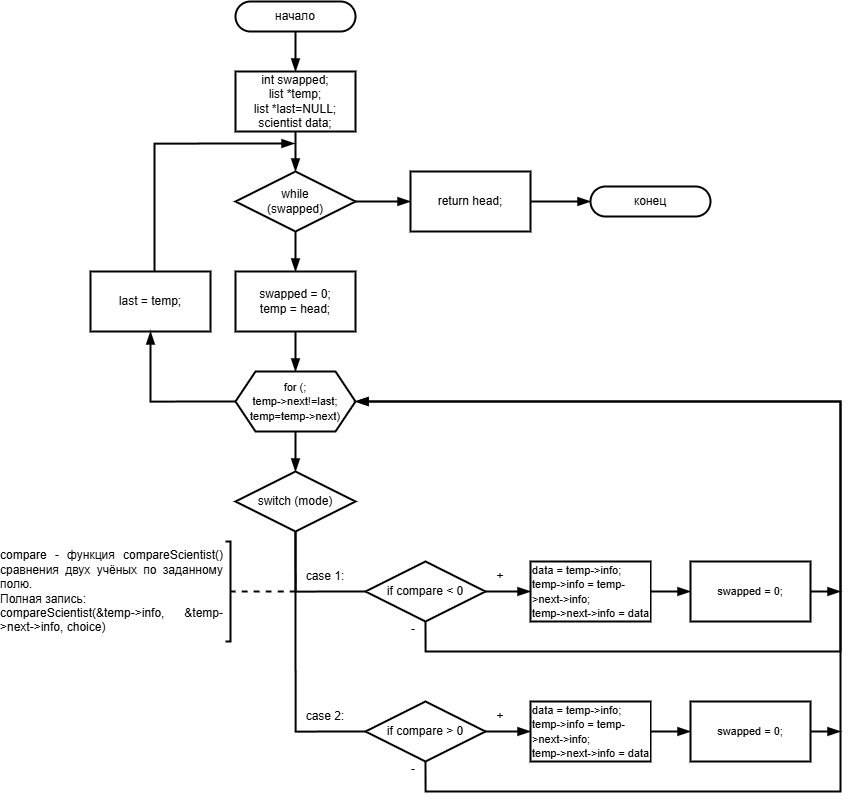 начало
int swapped;
list *temp;
list *last=NULL;
scientist data;
while
(swapped)
return head;
конец
last = temp;
swapped = 0;
temp = head;
for (;
temp->next!=last;
temp=temp->next)
switch (mode)
compare - функция compareScientist()
сравнения двух учёных по заданному
полю.
Полная запись:
compareScientist(&temp->info, &temp-
>next->info, choice)
case 1:
if compare < 0
+
-
data = temp->info;
temp->info = temp-
>next->info;
temp->next->info = data
swapped = 0;
case 2:
if compare > 0
+
-
data = temp->info;
temp->info = temp-
>next->info;
temp->next->info = data
swapped = 0;